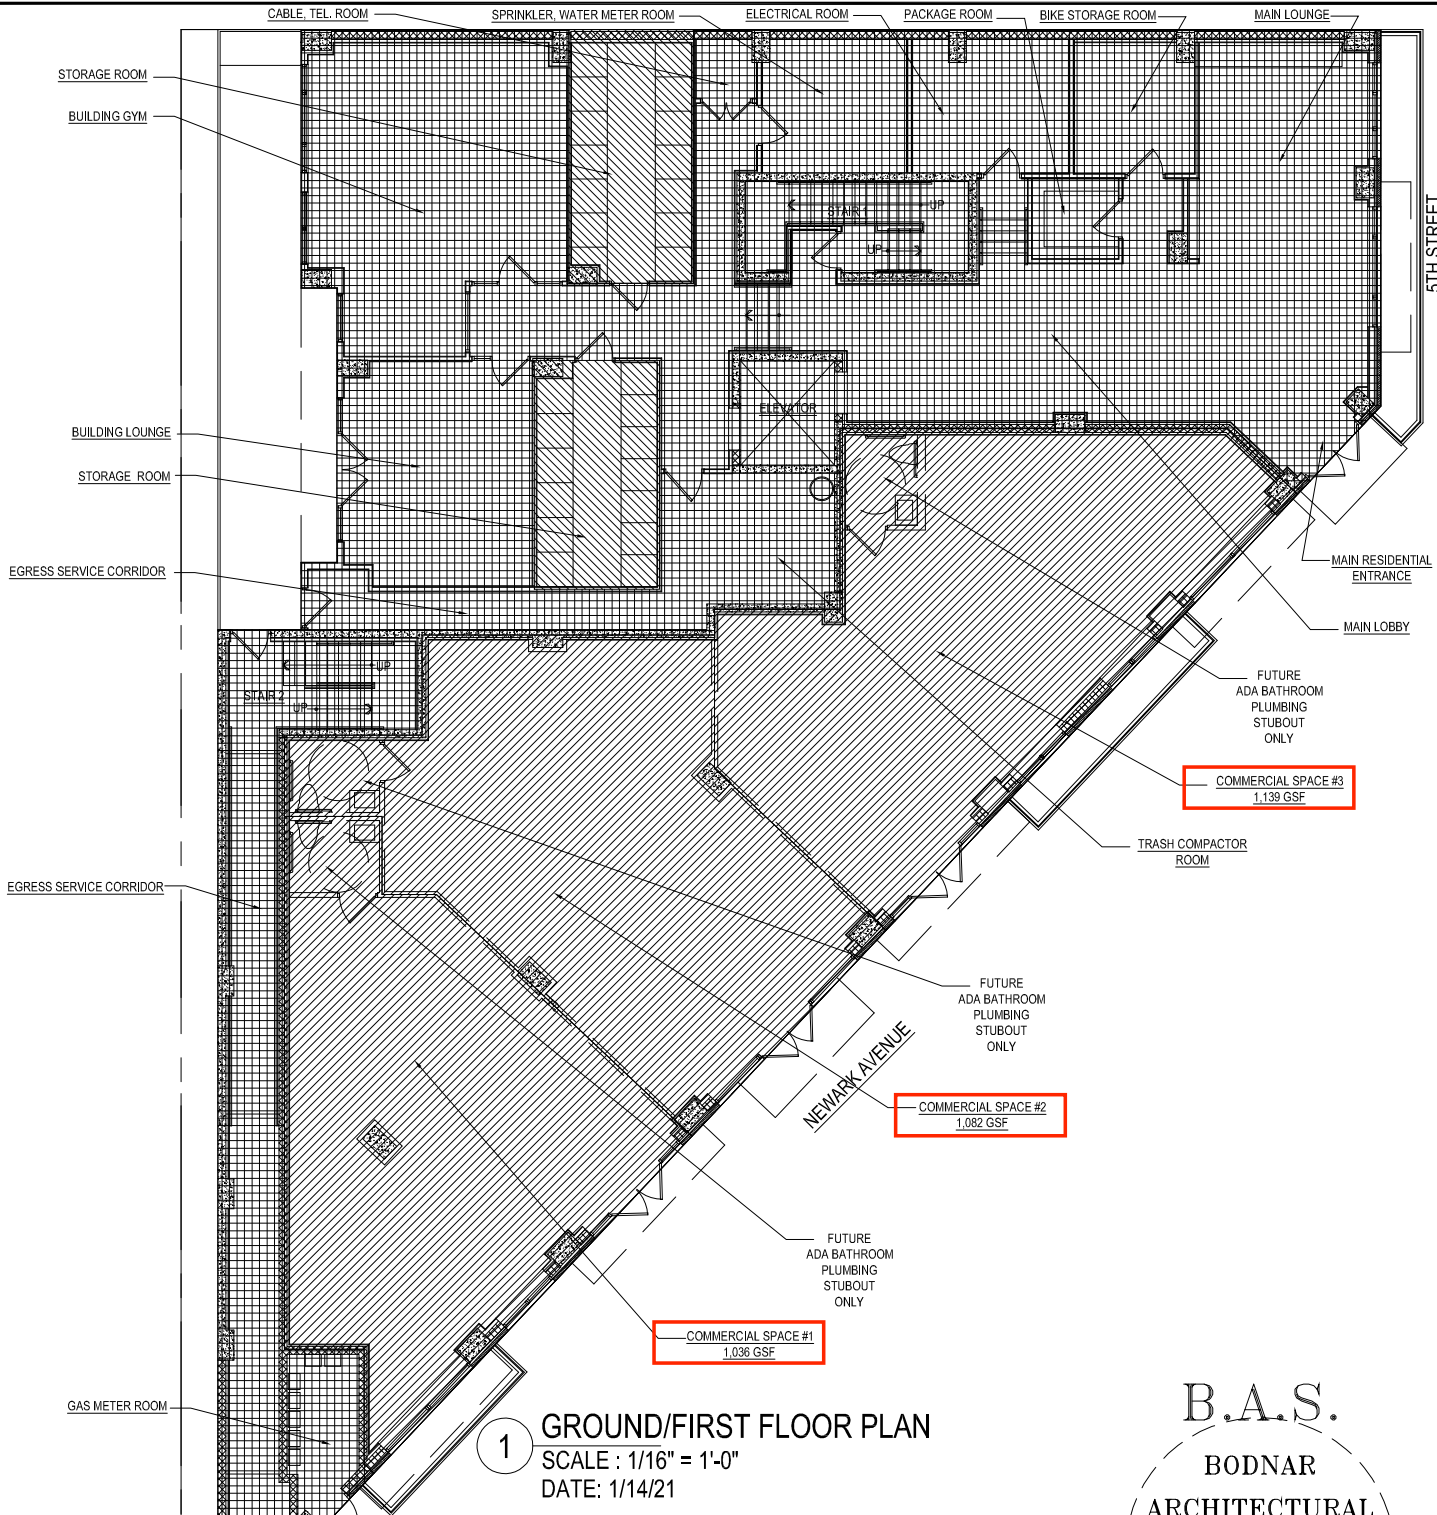 CABLE, TEL. ROOM
SPRINKLER, WATER METER ROOM
ELECTRICAL ROOM
PACKAGE ROOM
BIKE STORAGE ROOM
MAIN LOUNGE
STORAGE ROOM
BUILDING GYM
5TH STREET
STAIR 1
UP
UP
ELEVATOR
BUILDING LOUNGE
STORAGE ROOM
EGRESS SERVICE CORRIDOR
MAIN RESIDENTIAL
ENTRANCE
MAIN LOBBY
UP
STAIR 2
UP
FUTURE
ADA BATHROOM
PLUMBING
STUBOUT
ONLY
COMMERCIAL SPACE #3
1,139 GSF
TRASH COMPACTOR
ROOM
EGRESS SERVICE CORRIDOR
FUTURE
ADA BATHROOM
PLUMBING
STUBOUT
ONLY
NEWARK AVENUE
COMMERCIAL SPACE #2
1,082 GSF
FUTURE
ADA BATHROOM
PLUMBING
STUBOUT
ONLY
COMMERCIAL SPACE #1
1,036 GSF
GAS METER ROOM
1
GROUND/FIRST FLOOR PLAN
SCALE : 1/16" = 1'-0"
DATE: 1/14/21
B.A.S.
BODNAR
ARCHITECTURAL